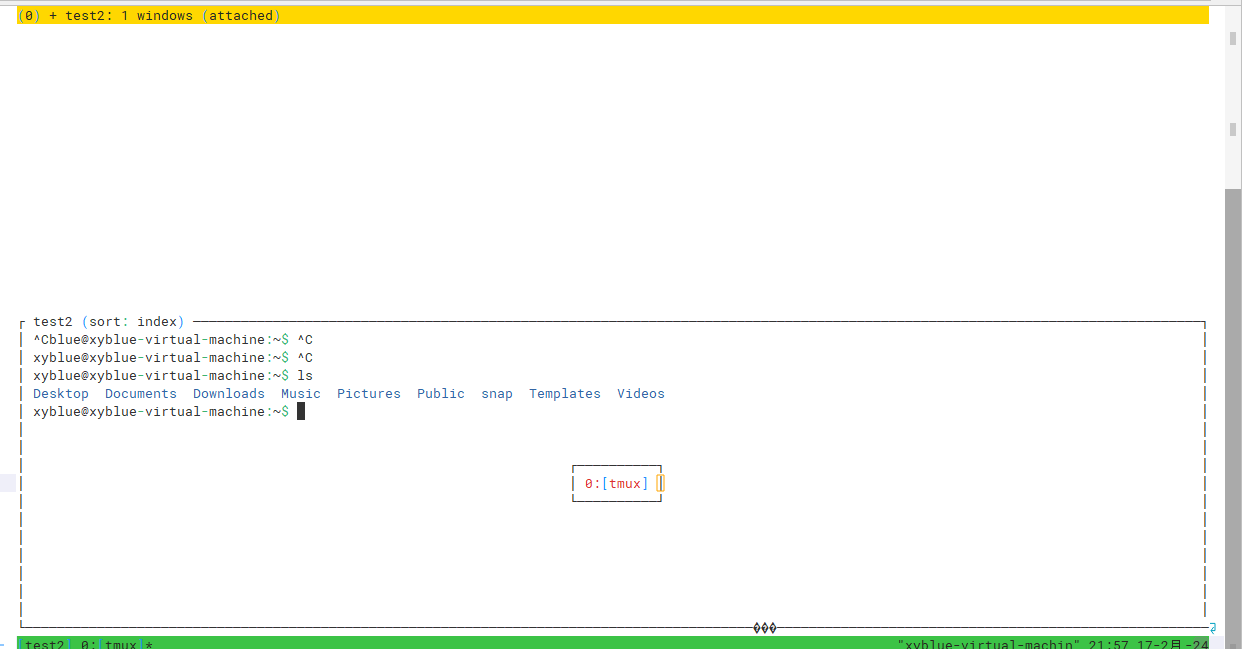 (0) + test2: 1 windows (attached)
test2 (sort: index)
^Cblue@xyblue-virtual-machine:~$ ^C
xyblue@xyblue-virtual-machine:~$ ^C
xyblue@xyblue-virtual-machine:~$ ls
Desktop  Documents  Downloads  Music  Pictures  Public  snap  Templates  Videos
xyblue@xyblue-virtual-machine:~$
0:[tmux]
���
[test2] 0:[tmux]* "xyblue-virtual-machin" 21:57 17-2月-24